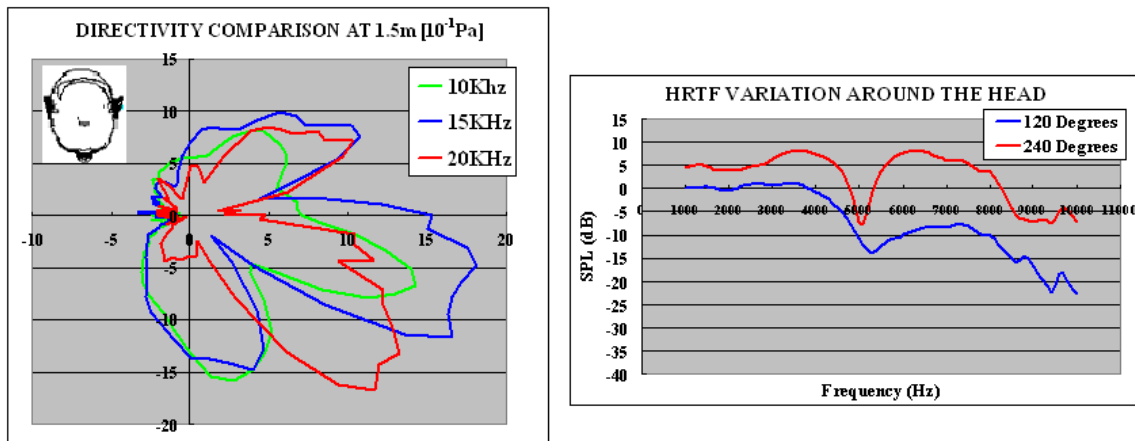 DIRECTIVITY COMPARISON AT 1.5m [10⁻¹Pa]
15
10
5
0
-5
-10
-15
-20
-10 -5 0 5 10 15 20
10Khz
15KHz
20KHz
HRTF VARIATION AROUND THE HEAD
120 Degrees
240 Degrees
SPL (dB)
15
10
5
0
-5
-10
-15
-20
-25
-30
-35
-40
0 1000 2000 3000 4000 5000 6000 7000 8000 9000 10000 11000
Frequency (Hz)